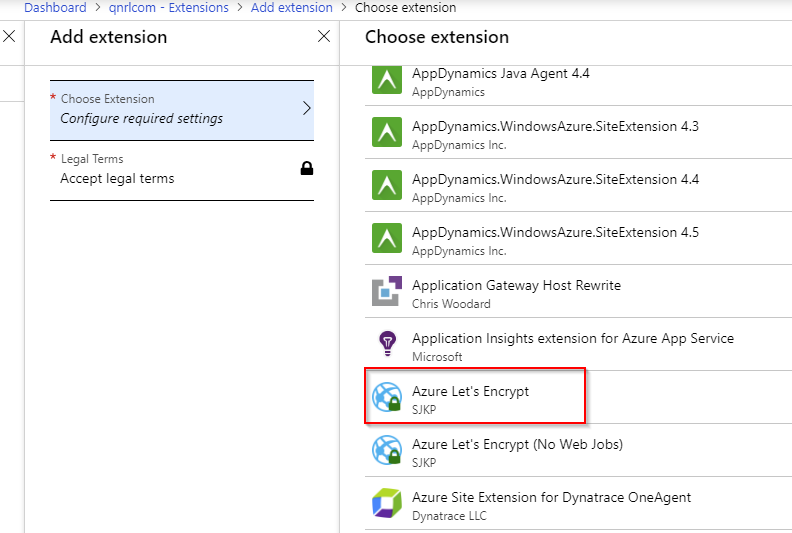 Dashboard > qnrlcom - Extensions > Add extension > Choose extension
Add extension
* Choose Extension
Configure required settings
* Legal Terms
Accept legal terms
Choose extension
AppDynamics Java Agent 4.4
AppDynamics
AppDynamics.WindowsAzure.SiteExtension 4.3
AppDynamics Inc.
AppDynamics.WindowsAzure.SiteExtension 4.4
AppDynamics Inc.
AppDynamics.WindowsAzure.SiteExtension 4.5
AppDynamics Inc.
Application Gateway Host Rewrite
Chris Woodard
Application Insights extension for Azure App Service
Microsoft
Azure Let's Encrypt
SJKP
Azure Let's Encrypt (No Web Jobs)
SJKP
Azure Site Extension for Dynatrace OneAgent
Dynatrace LLC